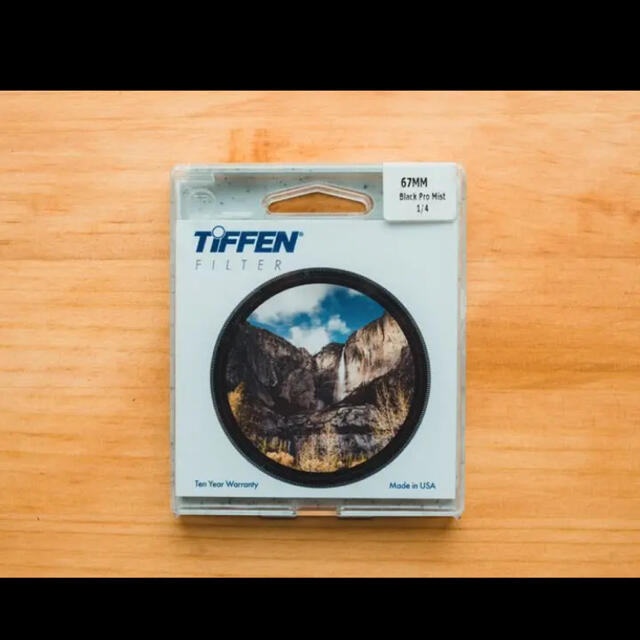 67MM
Black Pro Mist
1/4
TiFFEN®
FILTER
Ten Year Warranty
Made in USA